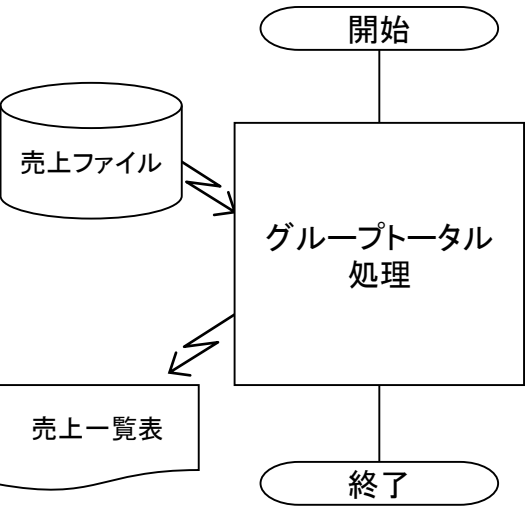 開始
売上ファイル
グループトータル
処理
売上一覧表
終了